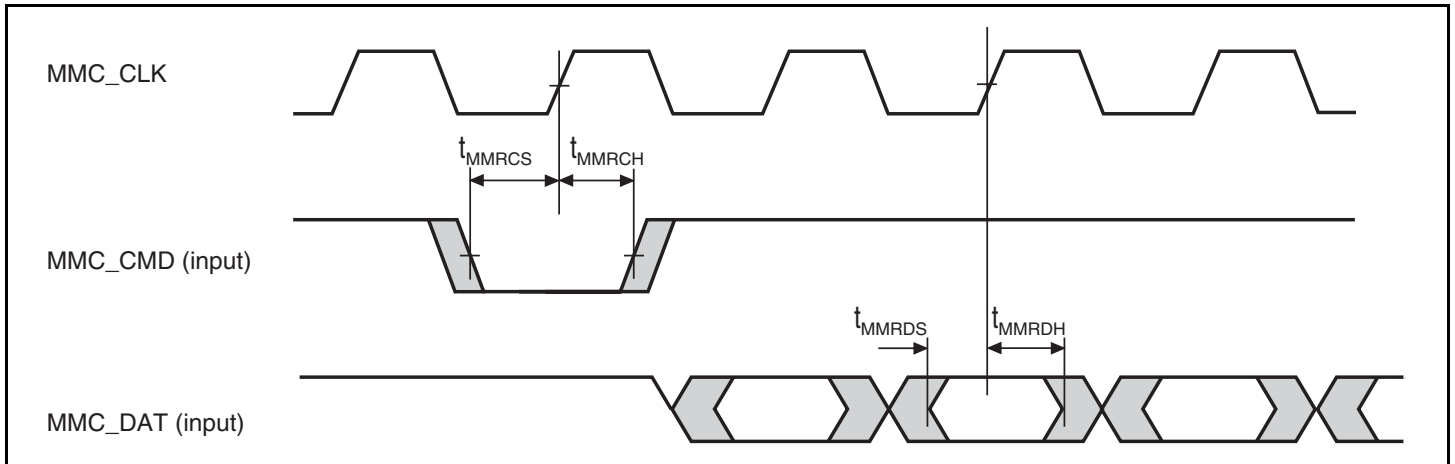 MMC_CLK
tMMRCS tMMRCH
MMC_CMD (input)
tMMRDS tMMRDH
MMC_DAT (input)